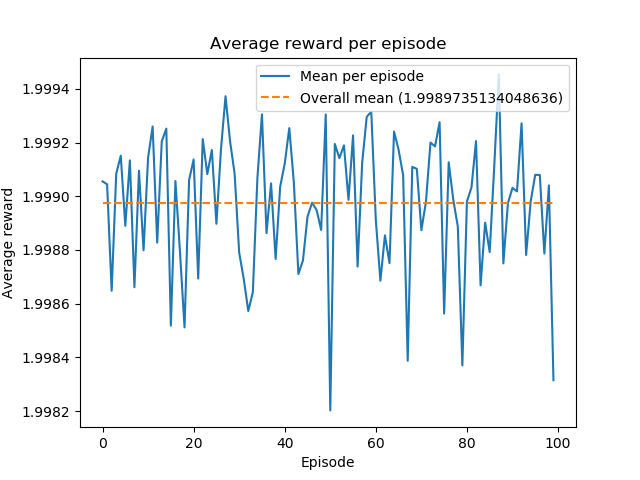 Average reward per episode
Mean per episode
Overall mean (1.9989735134048636)
Average reward
1.9994
1.9992
1.9990
1.9988
1.9986
1.9984
1.9982
0 20 40 60 80 100
Episode